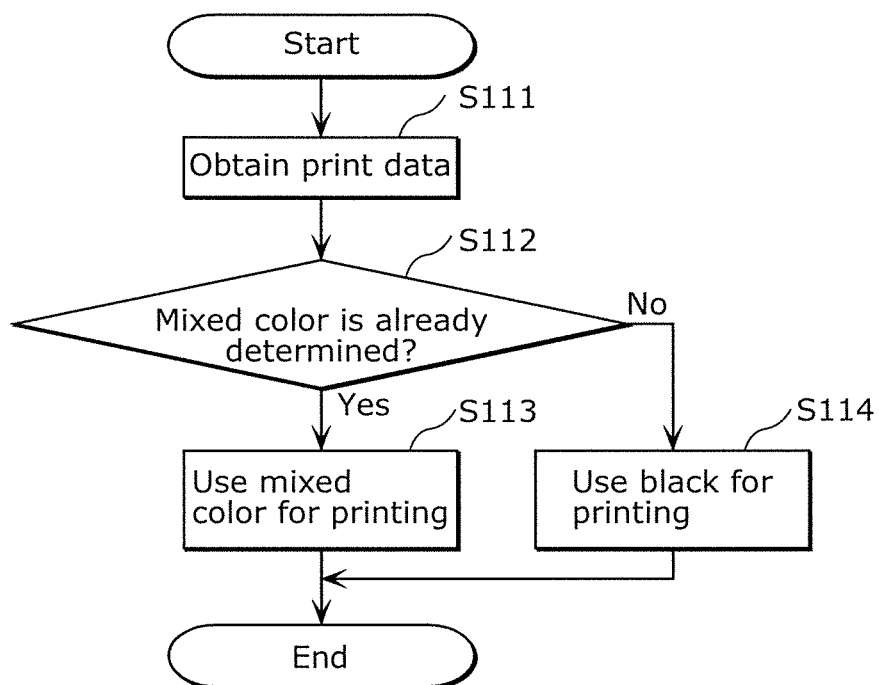 Start
S111
Obtain print data
S112
Mixed color is already
determined?
No
Yes
S113
Use mixed
color for printing
S114
Use black for
printing
End